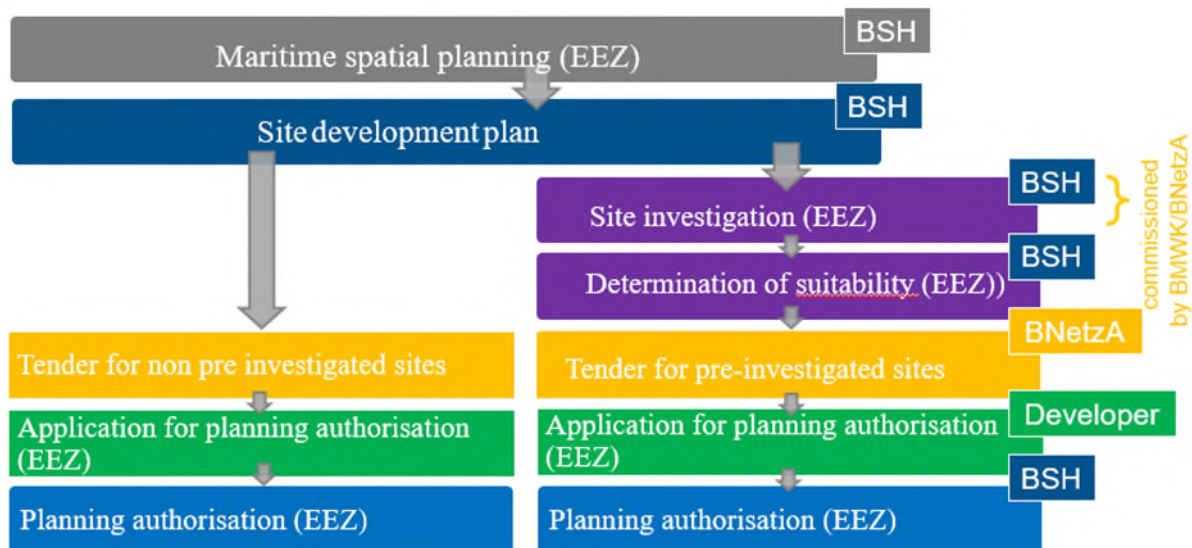 BSH
Maritime spatial planning (EEZ)
BSH
Site development plan
BSH
Site investigation (EEZ)
BSH
Determination of suitability (EEZ))
commissioned
by BMWK/BNetzA
BNetzA
Tender for non pre investigated sites
Tender for pre-investigated sites
Developer
Application for planning authorisation
(EEZ)
Application for planning authorisation
(EEZ)
BSH
Planning authorisation (EEZ)
Planning authorisation (EEZ)